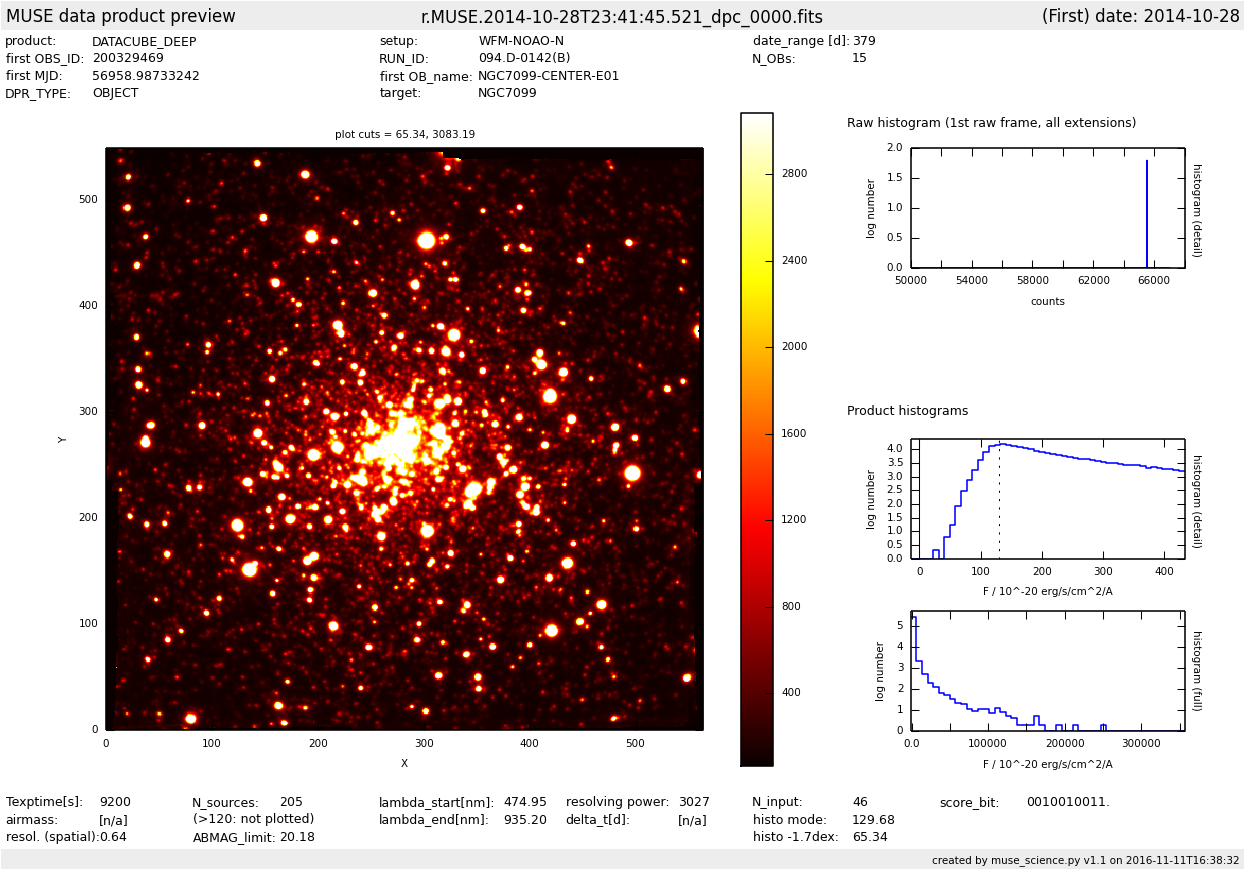 MUSE data product preview r.MUSE.2014-10-28T23:41:45.521_dpc_0000.fits (First) date: 2014-10-28
product: DATACUBE_DEEP setup: WFM-NOAO-N date_range [d]: 379
first OBS_ID: 200329469 RUN_ID: 094.D-0142(B) N_OBs: 15
first MJD: 56958.98733242 first OB_name: NGC7099-CENTER-E01
DPR_TYPE: OBJECT target: NGC7099
plot cuts = 65.34, 3083.19
500
400
300
200
100
0
Y
0 100 200 300 400 500
X
2800
2400
2000
1600
1200
800
400
Raw histogram (1st raw frame, all extensions)
2.0
1.5
1.0
0.5
0.0
log number
histogram (detail)
50000 54000 58000 62000 66000
counts
Product histograms
4.0
3.5
3.0
2.5
2.0
1.5
1.0
0.5
0.0
log number
histogram (detail)
0 100 200 300 400
F / 10^-20 erg/s/cm^2/A
5
4
3
2
1
0
log number
histogram (full)
0.0 100000 200000 300000
F / 10^-20 erg/s/cm^2/A
Texptime[s]: 9200 N_sources: 205 lambda_start[nm]: 474.95 resolving power: 3027 N_input: 46 score_bit: 0010010011.
airmass: [n/a] (>120: not plotted) lambda_end[nm]: 935.20 delta_t[d]: [n/a] histo mode: 129.68
resol. (spatial): 0.64 ABMAG_limit: 20.18 histo -1.7dex: 65.34
created by muse_science.py v1.1 on 2016-11-11T16:38:32